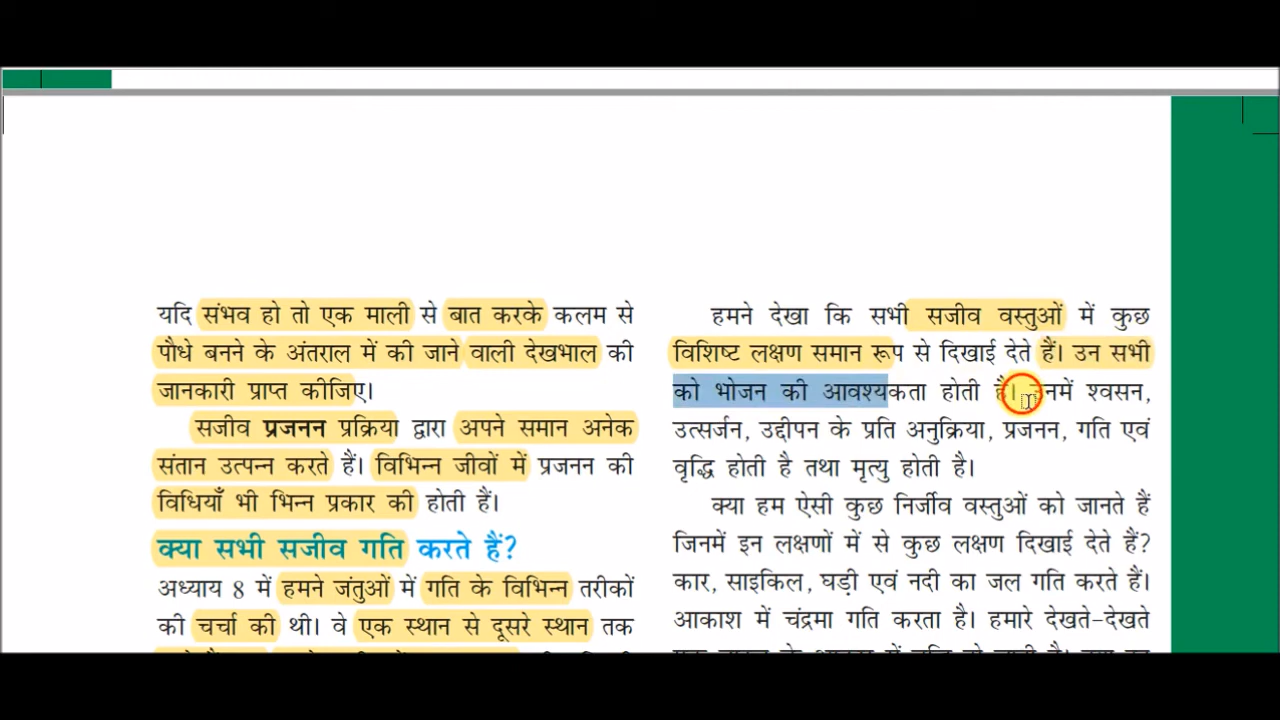 यदि संभव हो तो एक माली से बात करके कलम से
पौधे बनने के अंतराल में की जाने वाली देखभाल की
जानकारी प्राप्त कीजिए।
सजीव प्रजनन प्रक्रिया द्वारा अपने समान अनेक
संतान उत्पन्न करते हैं। विभिन्न जीवों में प्रजनन की
विधियाँ भी भिन्न प्रकार की होती हैं।
क्या सभी सजीव गति करते हैं?
अध्याय 8 में हमने जंतुओं में गति के विभिन्न तरीकों
की चर्चा की थी। वे एक स्थान से दूसरे स्थान तक
हमने देखा कि सभी सजीव वस्तुओं में कुछ
विशिष्ट लक्षण समान रूप से दिखाई देते हैं। उन सभी
को भोजन की आवश्यकता होती है। उनमें श्वसन,
उत्सर्जन, उद्दीपन के प्रति अनुक्रिया, प्रजनन, गति एवं
वृद्धि होती है तथा मृत्यु होती है।
क्या हम ऐसी कुछ निर्जीव वस्तुओं को जानते हैं
जिनमें इन लक्षणों में से कुछ लक्षण दिखाई देते हैं?
कार, साइकिल, घड़ी एवं नदी का जल गति करते हैं।
आकाश में चंद्रमा गति करता है। हमारे देखते-देखते